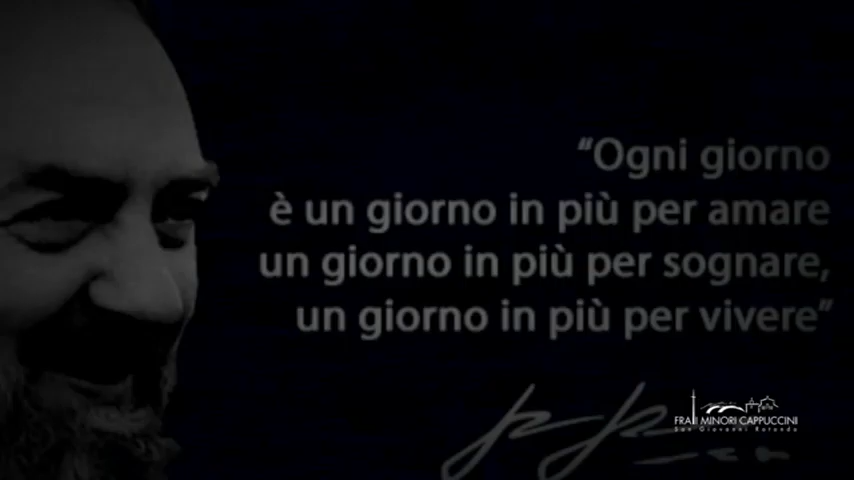 “Ogni giorno
è un giorno in più per amare
un giorno in più per sognare,
un giorno in più per vivere”
FRATI MINORI CAPPUCCINI
San Giovanni Rotondo